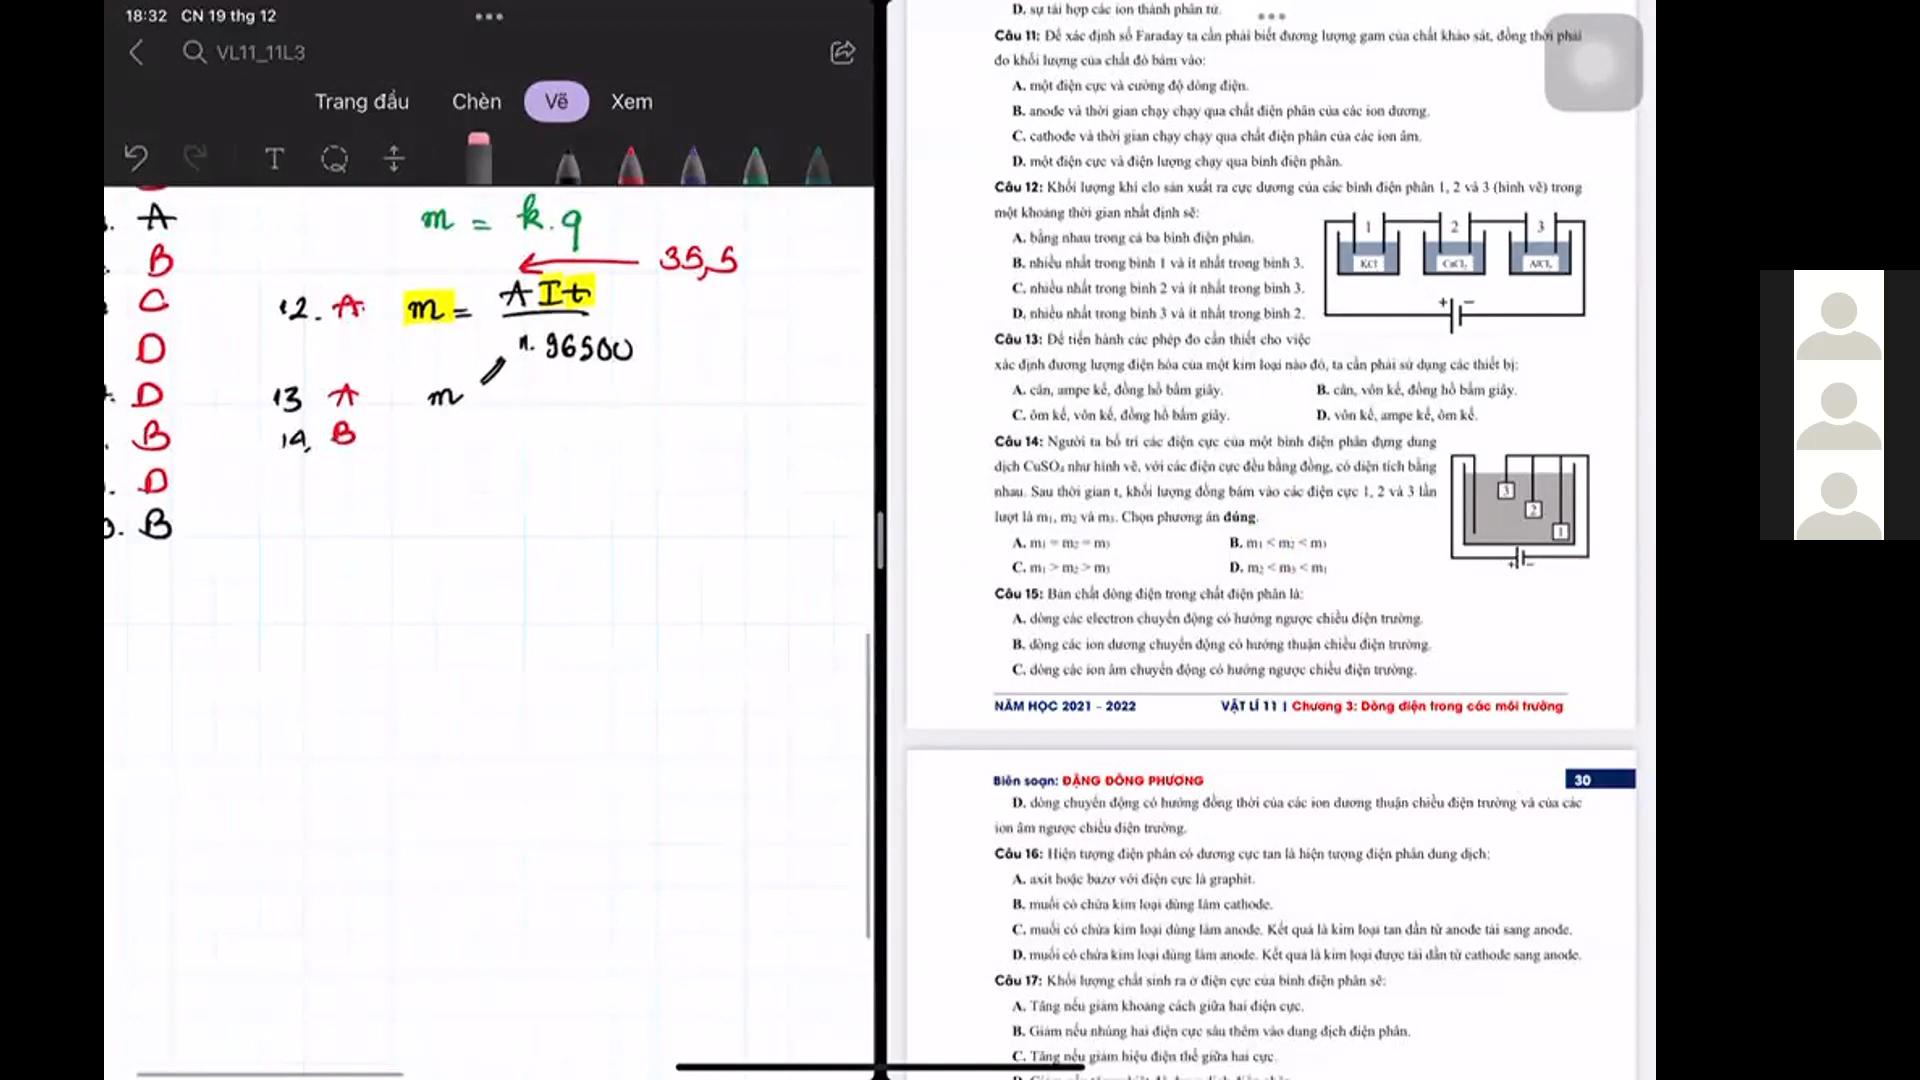 18:32 CN 19 thg 12
VL11_11L3
Trang đầu Chèn Vẽ Xem
A
B
C
D
D
B
D
B
m = k.q
35,5
12. A m = AIt
n. 96500
13 A m
14, B
D. sự tái hợp các ion thành phân tử.
Câu 11: Để xác định số Faraday ta cần phải biết đương lượng gam của chất khảo sát, đồng thời phải
đo khối lượng của chất đó bám vào:
A. một điện cực và cường độ dòng điện.
B. anode và thời gian chạy chạy qua chất điện phân của các ion dương.
C. cathode và thời gian chạy chạy qua chất điện phân của các ion âm.
D. một điện cực và điện lượng chạy qua bình điện phân.
Câu 12: Khối lượng khí clo sản xuất ra cực dương của các bình điện phân 1, 2 và 3 (hình vẽ) trong
một khoảng thời gian nhất định sẽ:
A. bằng nhau trong cả ba bình điện phân.
B. nhiều nhất trong bình 1 và ít nhất trong bình 3.
C. nhiều nhất trong bình 2 và ít nhất trong bình 3.
D. nhiều nhất trong bình 3 và ít nhất trong bình 2.
1 2 3
KCl CuCl₂ AlCl₃
+ −
Câu 13: Để tiến hành các phép đo cần thiết cho việc
xác định đương lượng điện hóa của một kim loại nào đó, ta cần phải sử dụng các thiết bị:
A. cân, ampe kế, đồng hồ bấm giây. B. cân, vôn kế, đồng hồ bấm giây.
C. ôm kế, vôn kế, đồng hồ bấm giây. D. vôn kế, ampe kế, ôm kế.
Câu 14: Người ta bố trí các điện cực của một bình điện phân đựng dung
dịch CuSO₄ như hình vẽ, với các điện cực đều bằng đồng, có diện tích bằng
nhau. Sau thời gian t, khối lượng đồng bám vào các điện cực 1, 2 và 3 lần
lượt là m₁, m₂ và m₃. Chọn phương án đúng.
A. m₁ = m₂ = m₃ B. m₁ < m₂ < m₃
C. m₁ > m₂ > m₃ D. m₂ < m₃ < m₁
3
2
1
+ −
Câu 15: Bản chất dòng điện trong chất điện phân là:
A. dòng các electron chuyển động có hướng ngược chiều điện trường.
B. dòng các ion dương chuyển động có hướng thuận chiều điện trường.
C. dòng các ion âm chuyển động có hướng ngược chiều điện trường.
NĂM HỌC 2021 - 2022 VẬT LÍ 11 | Chương 3: Dòng điện trong các môi trường
Biên soạn: ĐẶNG ĐÔNG PHƯƠNG 30
D. dòng chuyển động có hướng đồng thời của các ion dương thuận chiều điện trường và của các
ion âm ngược chiều điện trường.
Câu 16: Hiện tượng điện phân có dương cực tan là hiện tượng điện phân dung dịch:
A. axit hoặc bazơ với điện cực là graphit.
B. muối có chứa kim loại dùng làm cathode.
C. muối có chứa kim loại dùng làm anode. Kết quả là kim loại tan dần từ anode tải sang anode.
D. muối có chứa kim loại dùng làm anode. Kết quả là kim loại được tải dần từ cathode sang anode.
Câu 17: Khối lượng chất sinh ra ở điện cực của bình điện phân sẽ:
A. Tăng nếu giảm khoảng cách giữa hai điện cực.
B. Giảm nếu nhúng hai điện cực sâu thêm vào dung dịch điện phân.
C. Tăng nếu giảm hiệu điện thế giữa hai cực.